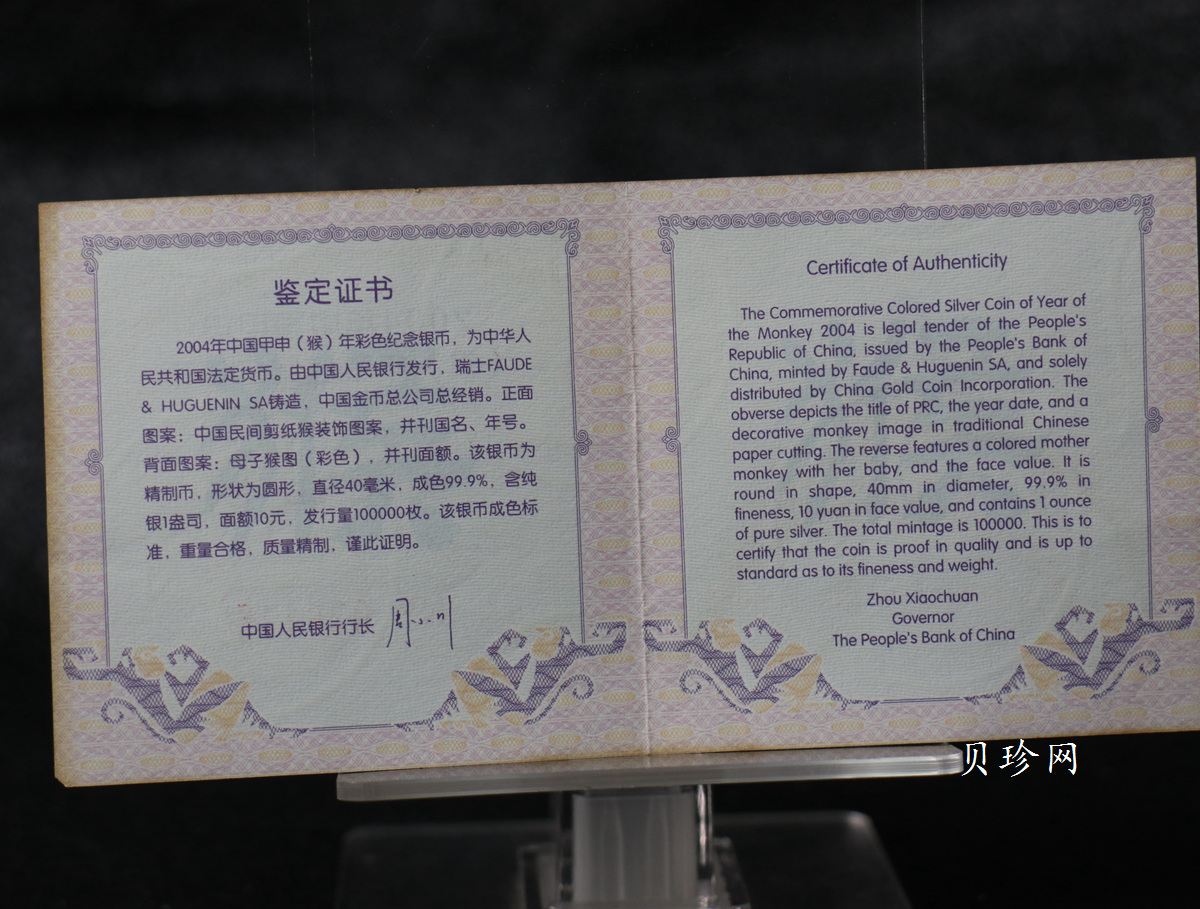 鉴定证书
2004年中国甲申（猴）年彩色纪念银币，为中华人
民共和国法定货币。由中国人民银行发行，瑞士FAUDE
& HUGUENIN SA铸造，中国金币总公司总经销。正面
图案：中国民间剪纸猴装饰图案，并刊国名、年号。
背面图案：母子猴图（彩色），并刊面额。该银币为
精制币，形状为圆形，直径40毫米，成色99.9%，含纯
银1盎司，面额10元，发行量100000枚。该银币成色标
准，重量合格，质量精制，谨此证明。
中国人民银行行长 周小川
Certificate of Authenticity
The Commemorative Colored Silver Coin of Year of
the Monkey 2004 is legal tender of the People's
Republic of China, issued by the People's Bank of
China, minted by Faude & Huguenin SA, and solely
distributed by China Gold Coin Incorporation. The
obverse depicts the title of PRC, the year date, and a
decorative monkey image in traditional Chinese
paper cutting. The reverse features a colored mother
monkey with her baby, and the face value. It is
round in shape, 40mm in diameter, 99.9% in
fineness, 10 yuan in face value, and contains 1 ounce
of pure silver. The total mintage is 100000. This is to
certify that the coin is proof in quality and is up to
standard as to its fineness and weight.
Zhou Xiaochuan
Governor
The People's Bank of China
贝珍网